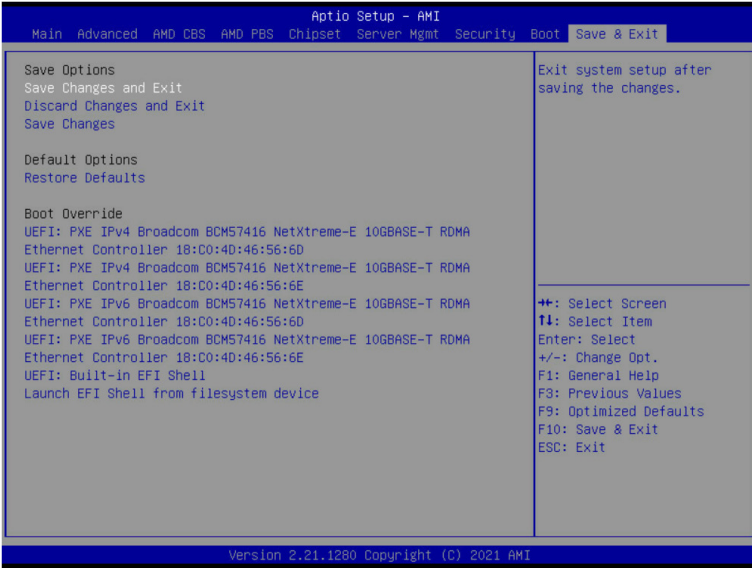 Aptio Setup – AMI
Main Advanced AMD CBS AMD PBS Chipset Server Mgmt Security Boot Save & Exit
Save Options
Save Changes and Exit
Discard Changes and Exit
Save Changes
Default Options
Restore Defaults
Boot Override
UEFI: PXE IPv4 Broadcom BCM57416 NetXtreme-E 10GBASE-T RDMA
Ethernet Controller 18:C0:4D:46:56:6D
UEFI: PXE IPv4 Broadcom BCM57416 NetXtreme-E 10GBASE-T RDMA
Ethernet Controller 18:C0:4D:46:56:6E
UEFI: PXE IPv6 Broadcom BCM57416 NetXtreme-E 10GBASE-T RDMA
Ethernet Controller 18:C0:4D:46:56:6D
UEFI: PXE IPv6 Broadcom BCM57416 NetXtreme-E 10GBASE-T RDMA
Ethernet Controller 18:C0:4D:46:56:6E
UEFI: Built-in EFI Shell
Launch EFI Shell from filesystem device
Exit system setup after
saving the changes.
→←: Select Screen
↑↓: Select Item
Enter: Select
+/-: Change Opt.
F1: General Help
F3: Previous Values
F9: Optimized Defaults
F10: Save & Exit
ESC: Exit
Version 2.21.1280 Copyright (C) 2021 AMI